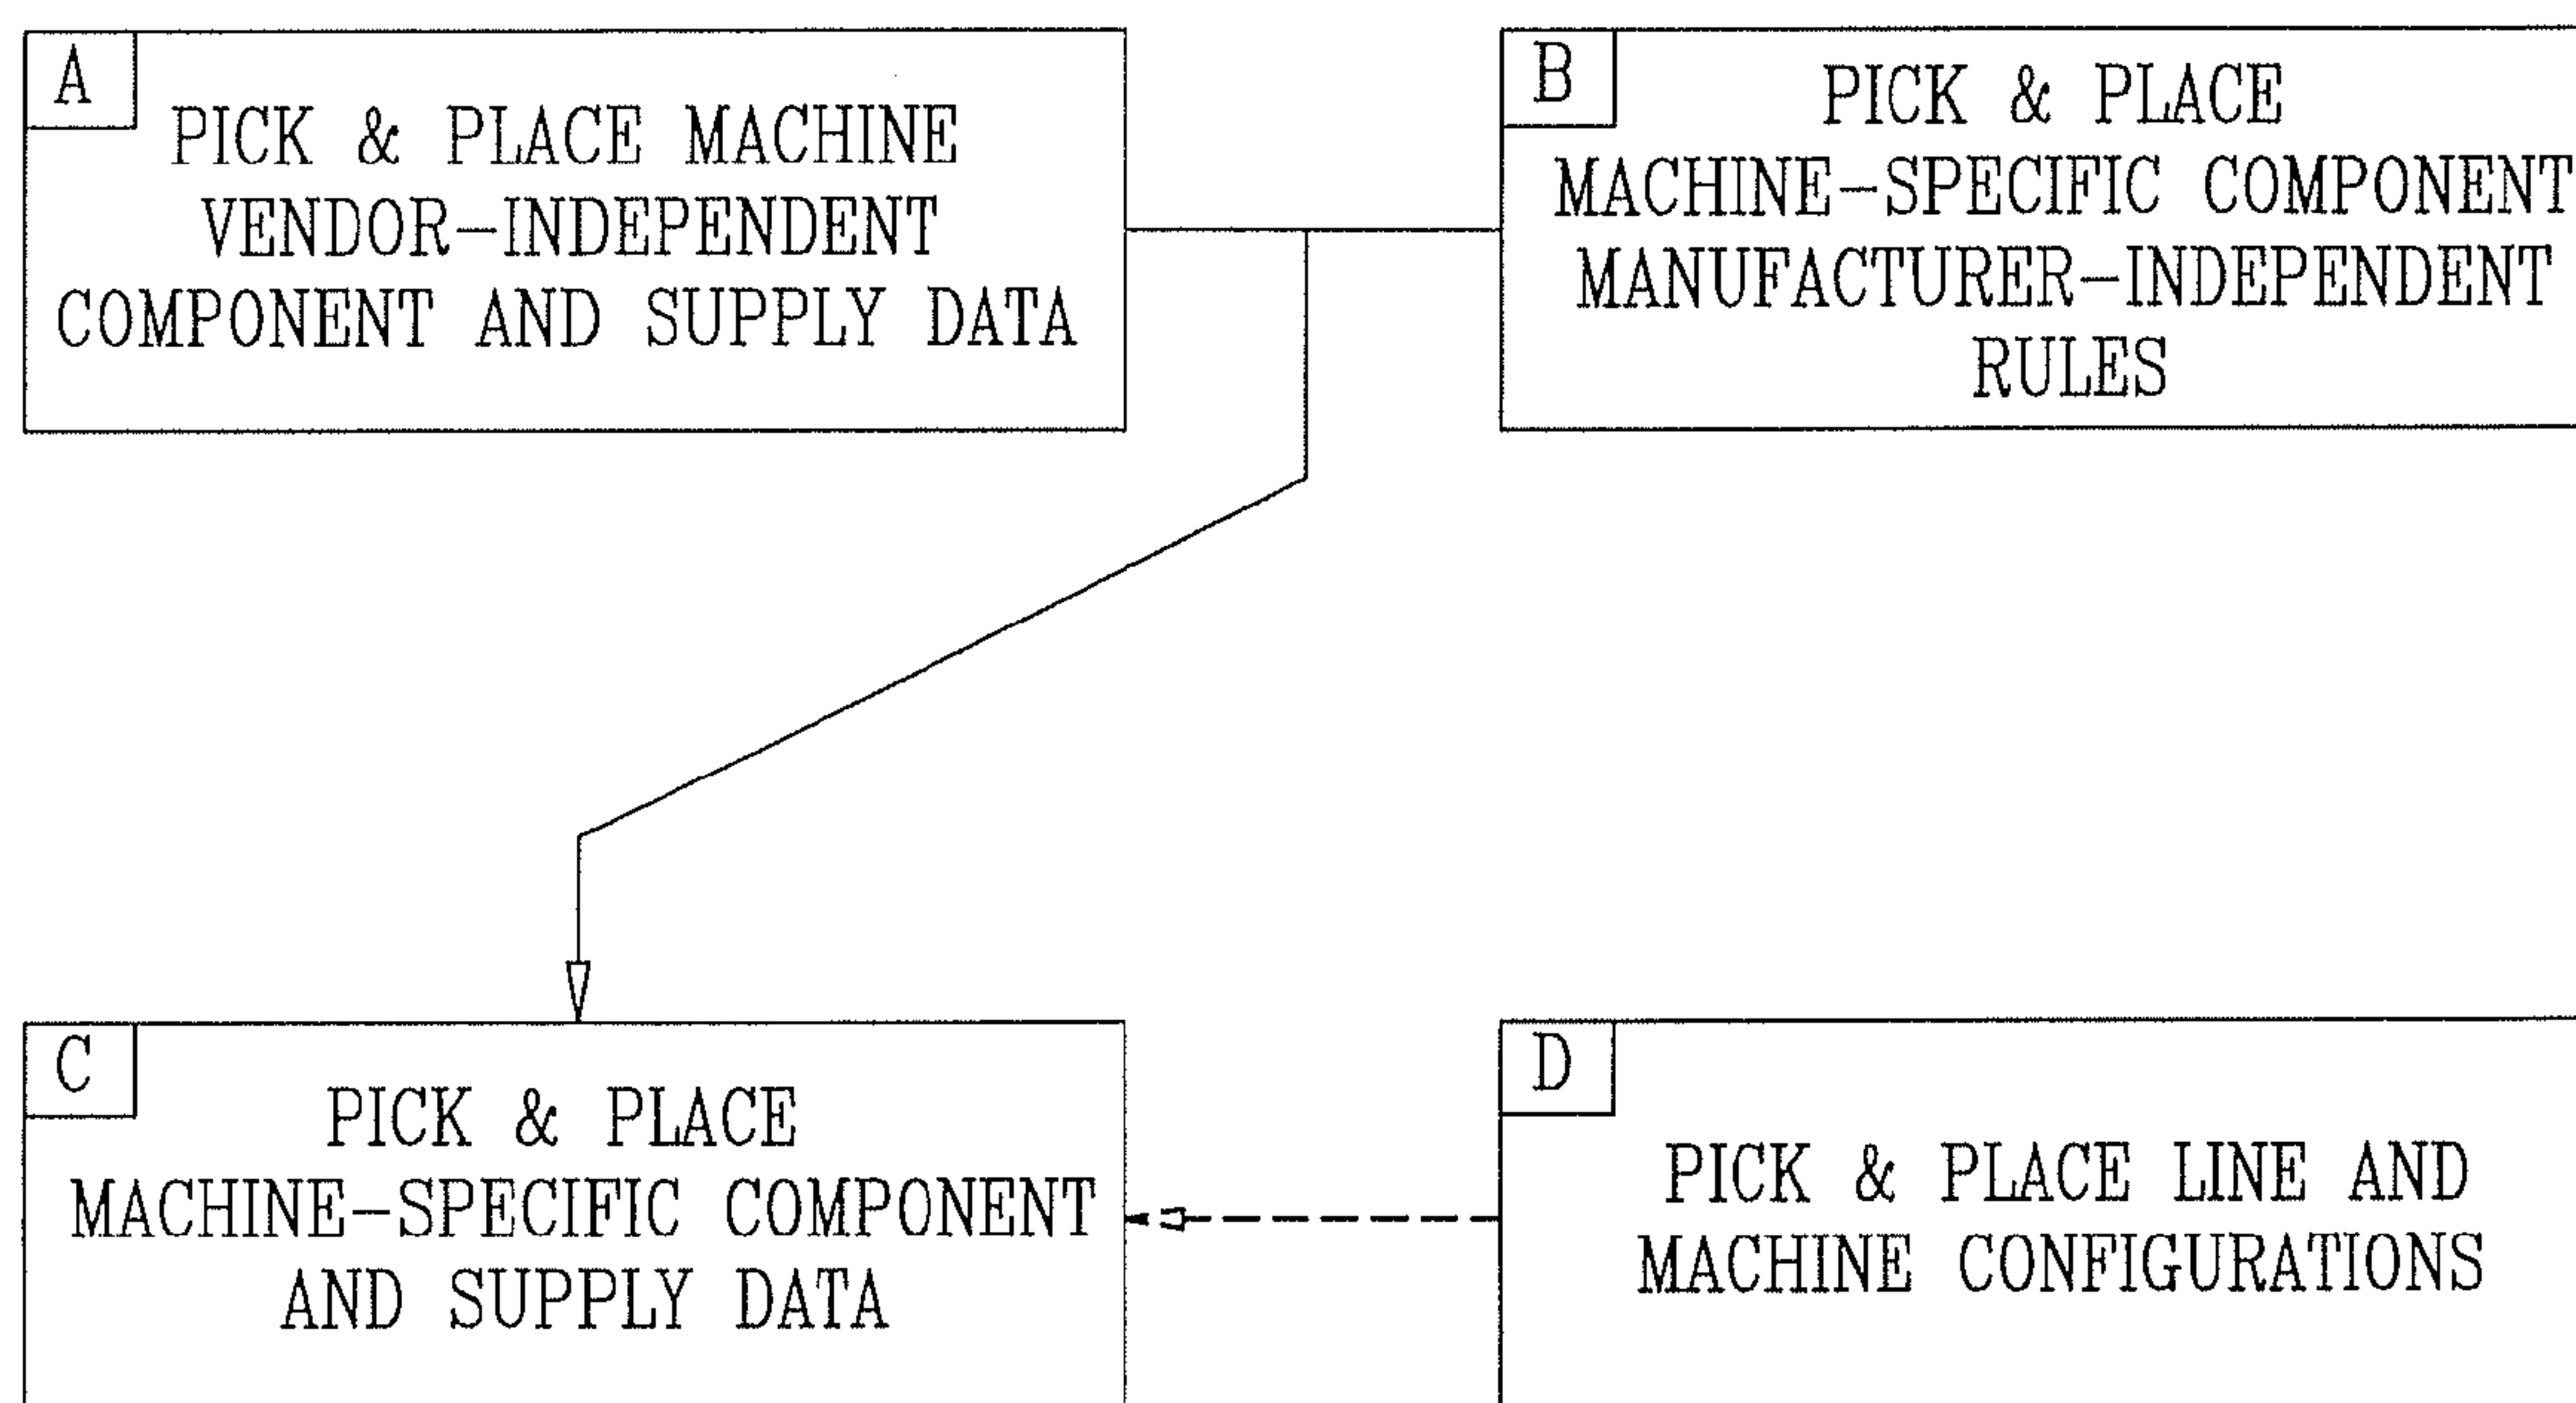 A
PICK & PLACE MACHINE
VENDOR-INDEPENDENT
COMPONENT AND SUPPLY DATA
B
PICK & PLACE
MACHINE-SPECIFIC COMPONENT
MANUFACTURER-INDEPENDENT
RULES
C
PICK & PLACE
MACHINE-SPECIFIC COMPONENT
AND SUPPLY DATA
D
PICK & PLACE LINE AND
MACHINE CONFIGURATIONS